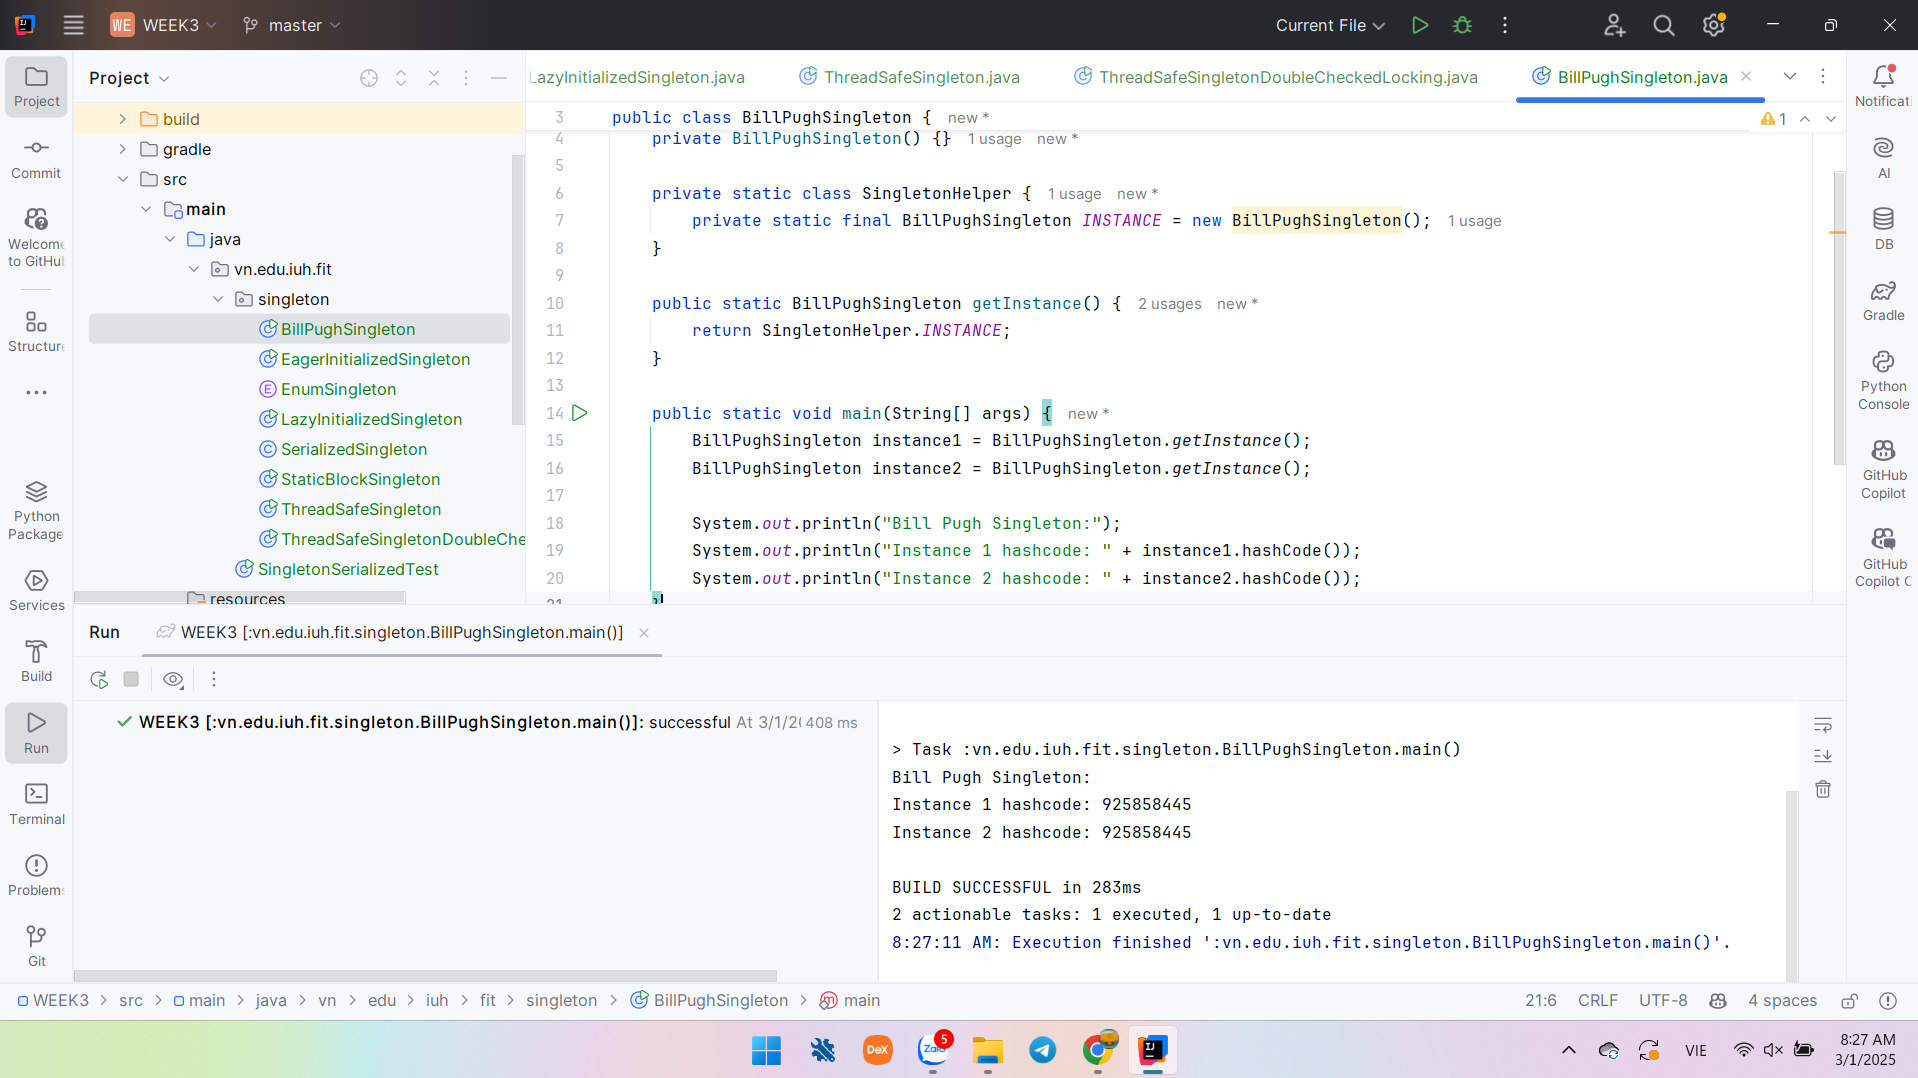 WE WEEK3 master Current File
Project
Commit
Welcome
to GitHu
Structure
Python
Package
Services
Build
Run
Terminal
Problems
Git
Project
build
gradle
src
main
java
vn.edu.iuh.fit
singleton
BillPughSingleton
EagerInitializedSingleton
EnumSingleton
LazyInitializedSingleton
SerializedSingleton
StaticBlockSingleton
ThreadSafeSingleton
ThreadSafeSingletonDoubleChe
SingletonSerializedTest
resources
LazyInitializedSingleton.java ThreadSafeSingleton.java ThreadSafeSingletonDoubleCheckedLocking.java BillPughSingleton.java
1
3 public class BillPughSingleton { new *
4 private BillPughSingleton() {} 1 usage new *
5
6 private static class SingletonHelper { 1 usage new *
7 private static final BillPughSingleton INSTANCE = new BillPughSingleton(); 1 usage
8 }
9
10 public static BillPughSingleton getInstance() { 2 usages new *
11 return SingletonHelper.INSTANCE;
12 }
13
14 public static void main(String[] args) { new *
15 BillPughSingleton instance1 = BillPughSingleton.getInstance();
16 BillPughSingleton instance2 = BillPughSingleton.getInstance();
17
18 System.out.println("Bill Pugh Singleton:");
19 System.out.println("Instance 1 hashcode: " + instance1.hashCode());
20 System.out.println("Instance 2 hashcode: " + instance2.hashCode());
21 }
Notificati
AI
DB
Gradle
Python
Console
GitHub
Copilot
GitHub
Copilot C
Run WEEK3 [:vn.edu.iuh.fit.singleton.BillPughSingleton.main()]
WEEK3 [:vn.edu.iuh.fit.singleton.BillPughSingleton.main()]: successful At 3/1/20 408 ms
> Task :vn.edu.iuh.fit.singleton.BillPughSingleton.main()
Bill Pugh Singleton:
Instance 1 hashcode: 925858445
Instance 2 hashcode: 925858445
BUILD SUCCESSFUL in 283ms
2 actionable tasks: 1 executed, 1 up-to-date
8:27:11 AM: Execution finished ':vn.edu.iuh.fit.singleton.BillPughSingleton.main()'.
WEEK3 > src > main > java > vn > edu > iuh > fit > singleton > BillPughSingleton > main 21:6 CRLF UTF-8 4 spaces
DeX Zalo 5 VIE 8:27 AM
3/1/2025